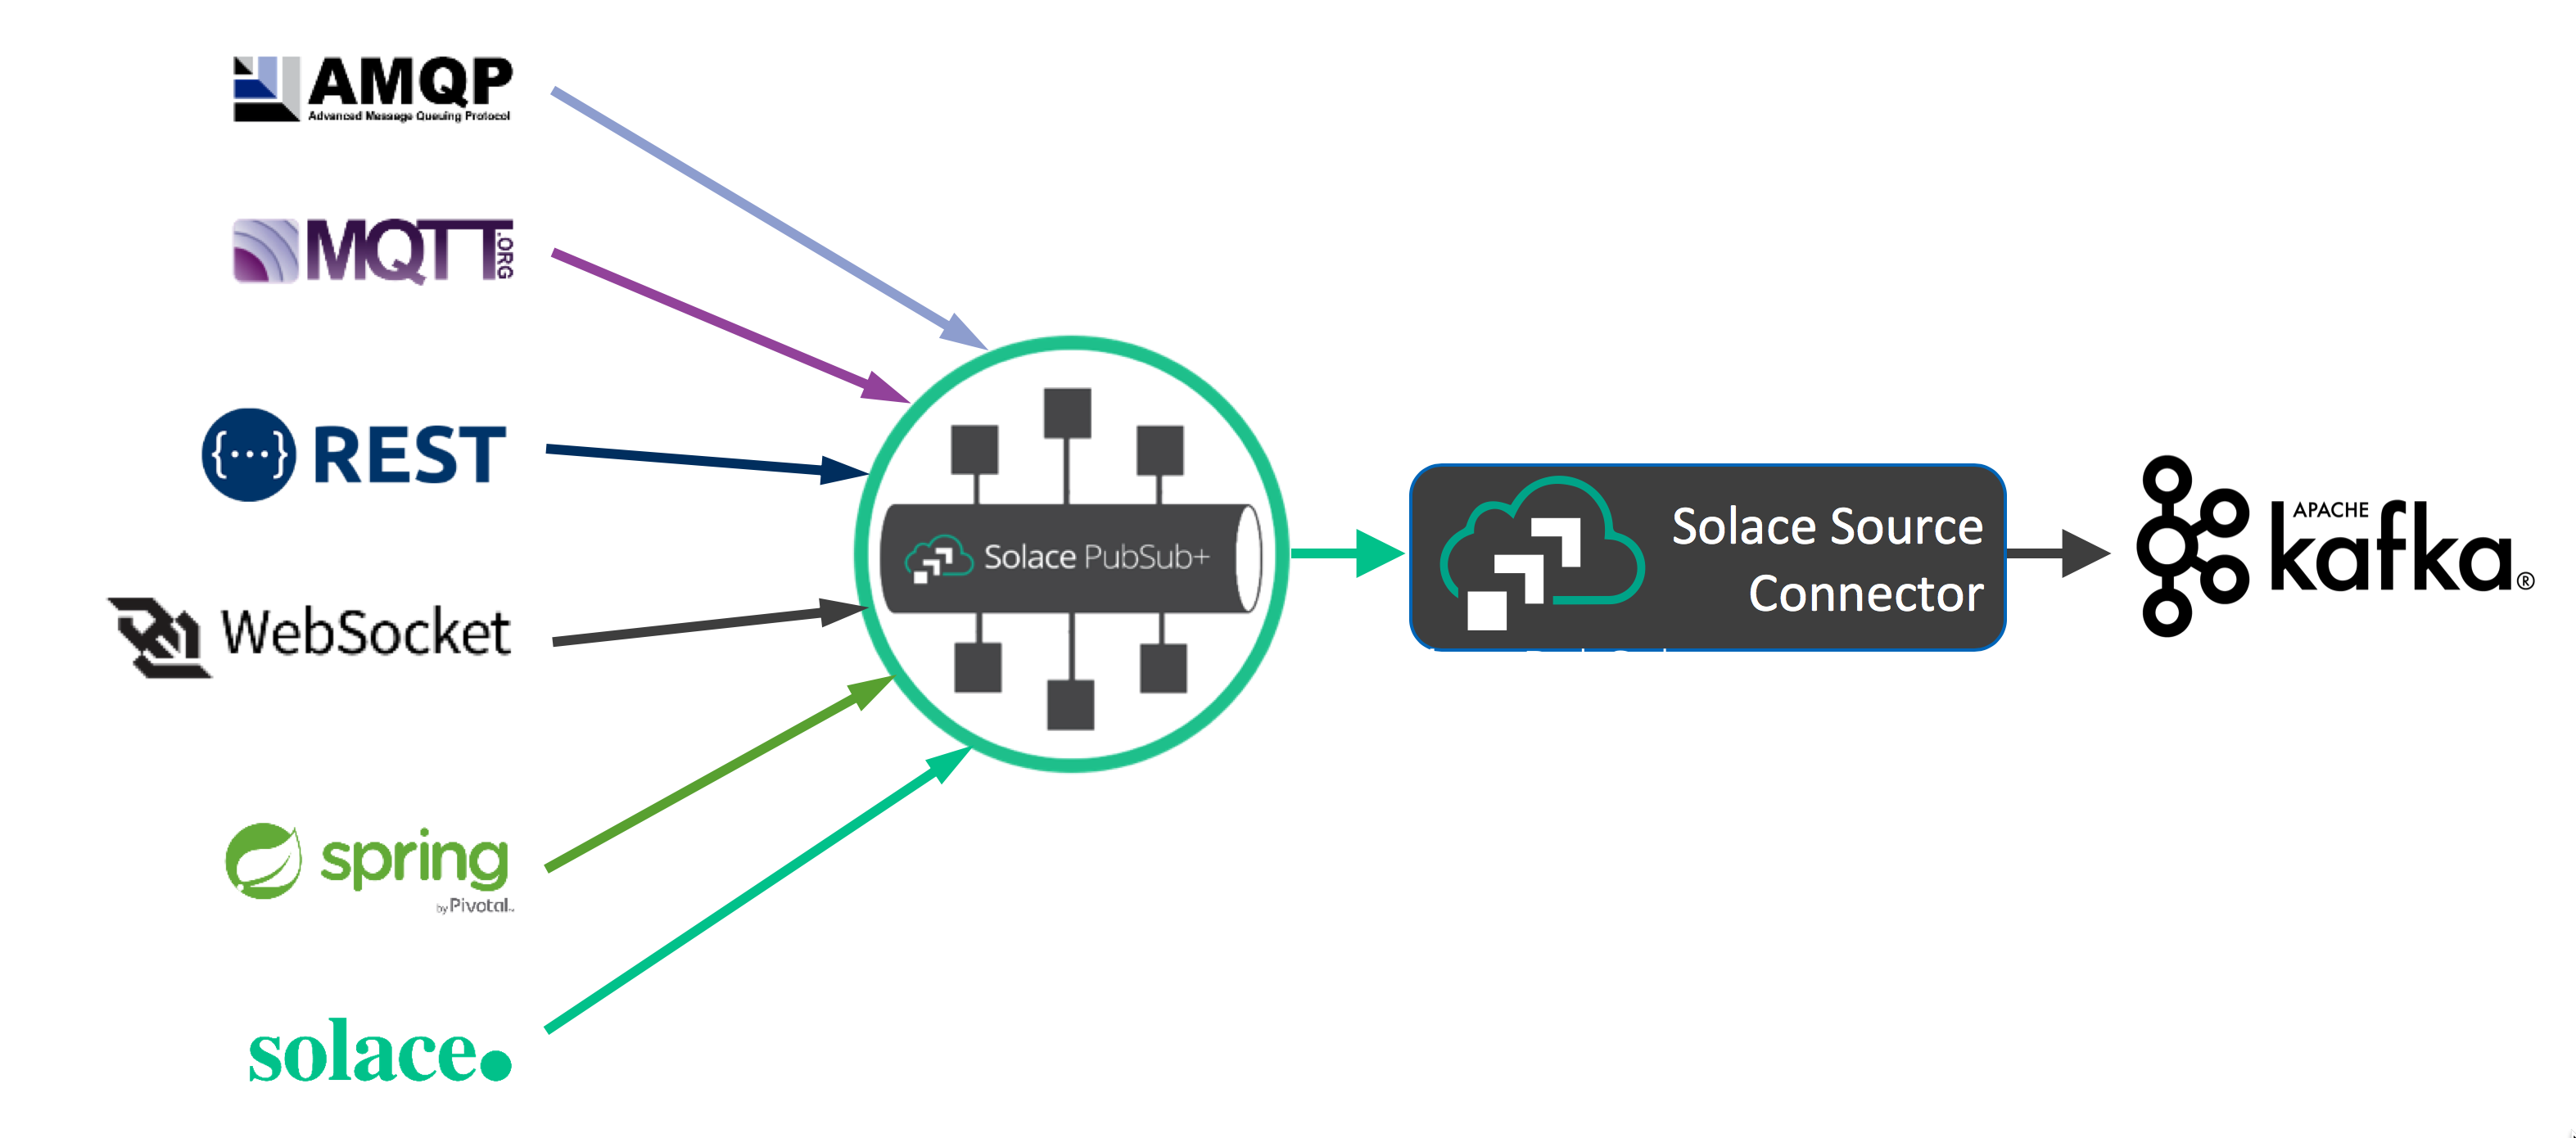 AMQP
Advanced Message Queuing Protocol
MQTT
.ORG
{···} REST
WebSocket
spring
by Pivotal™
solace.
Solace PubSub+
Solace Source
Connector
APACHE
kafka®